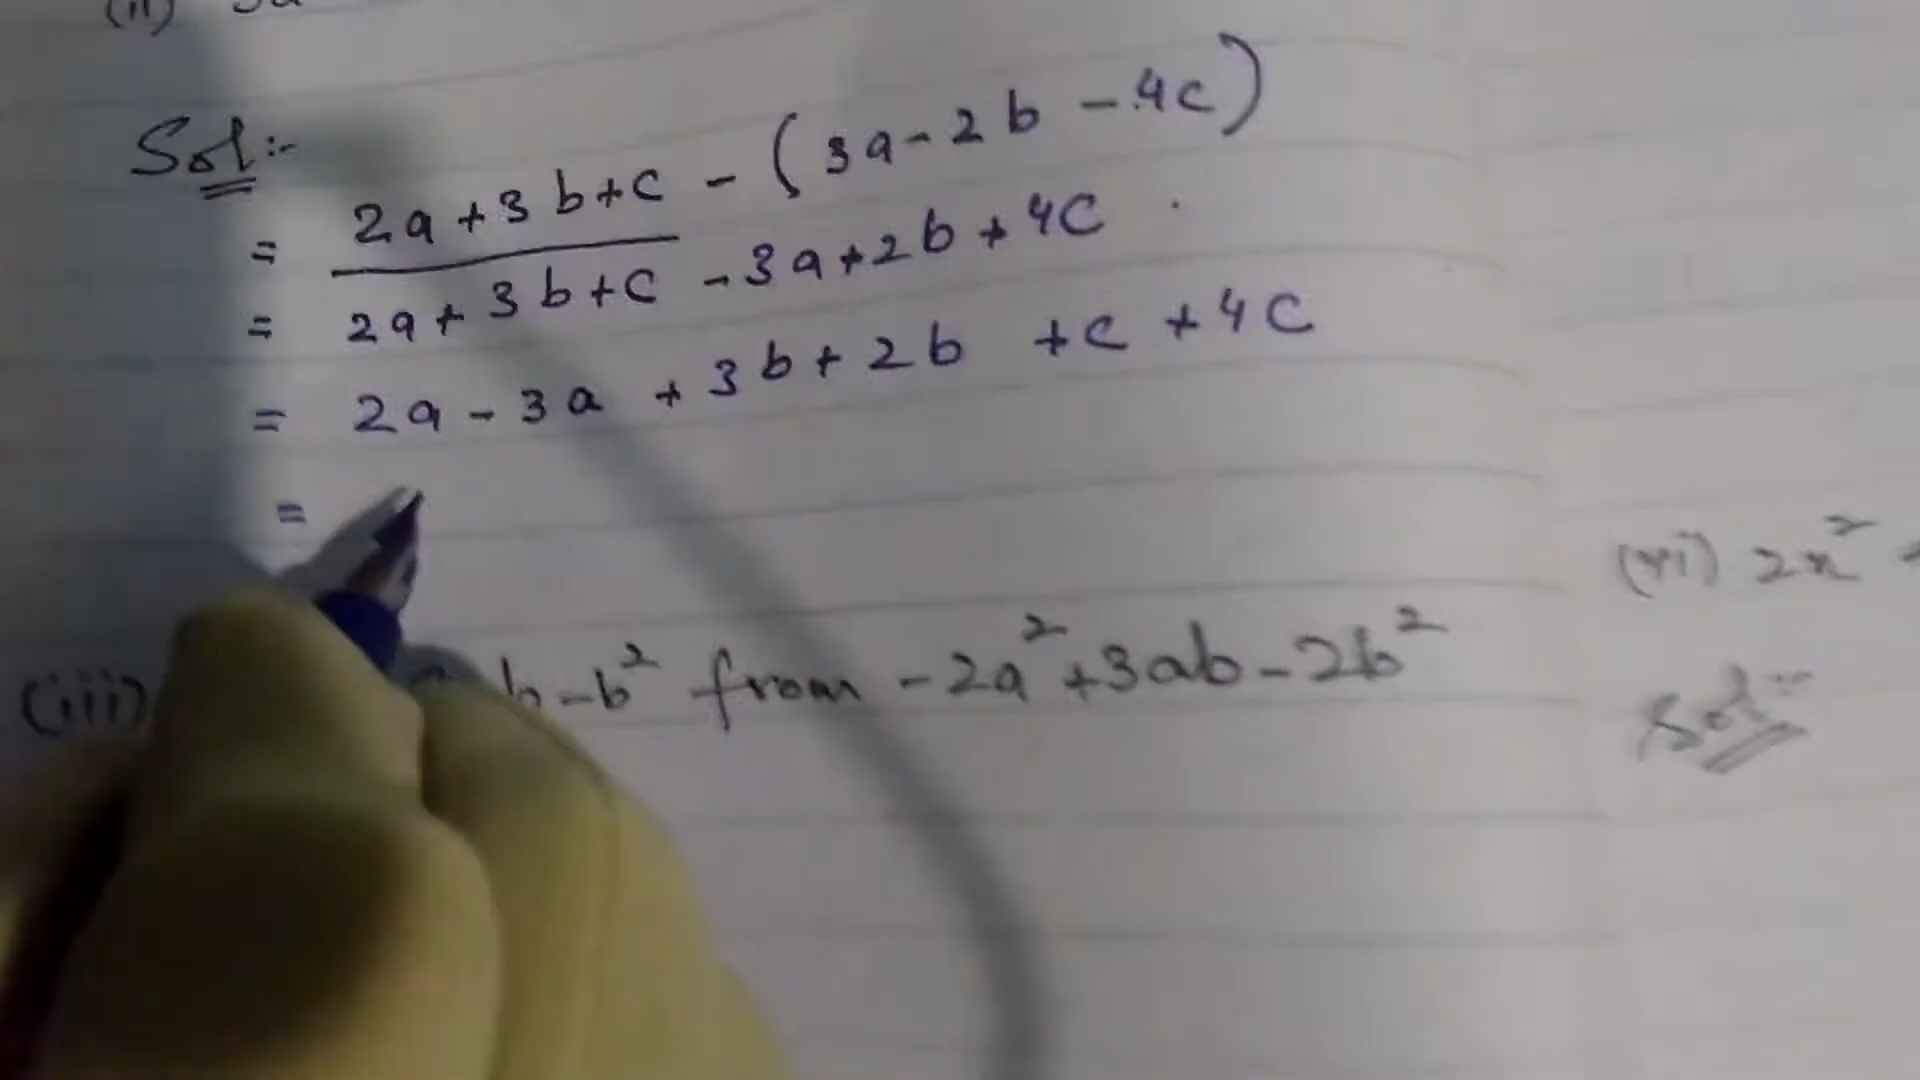 (ii)
Sol:-
= 2a+3b+c - (3a-2b-4c)
= 2a+3b+c -3a+2b+4c
= 2a-3a +3b+2b +c +4c
=
(iii) b-b² from -2a²+3ab-2b²
(vi) 2x²
Sol:-